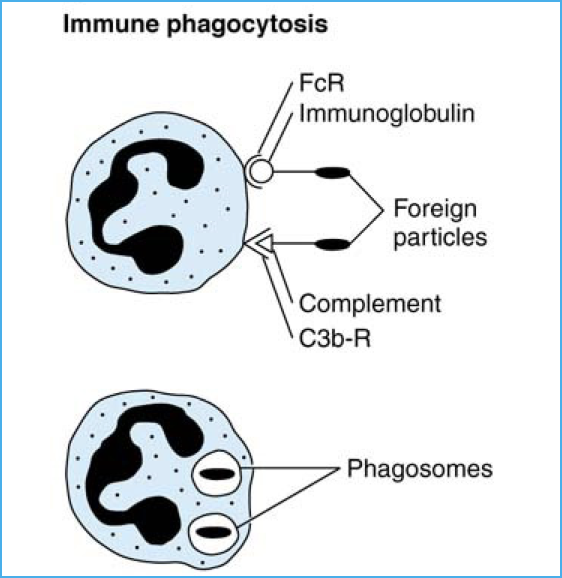 Immune phagocytosis
FcR
Immunoglobulin
Foreign
particles
Complement
C3b-R
Phagosomes